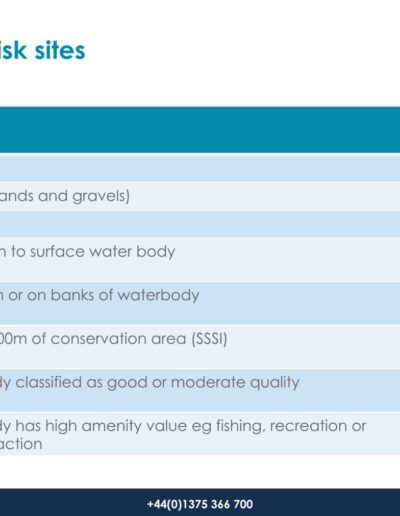 isk sites
ands and gravels)
n to surface water body
n or on banks of waterbody
00m of conservation area (SSSI)
dy classified as good or moderate quality
dy has high amenity value eg fishing, recreation or
action
+44(0)1375 366 700